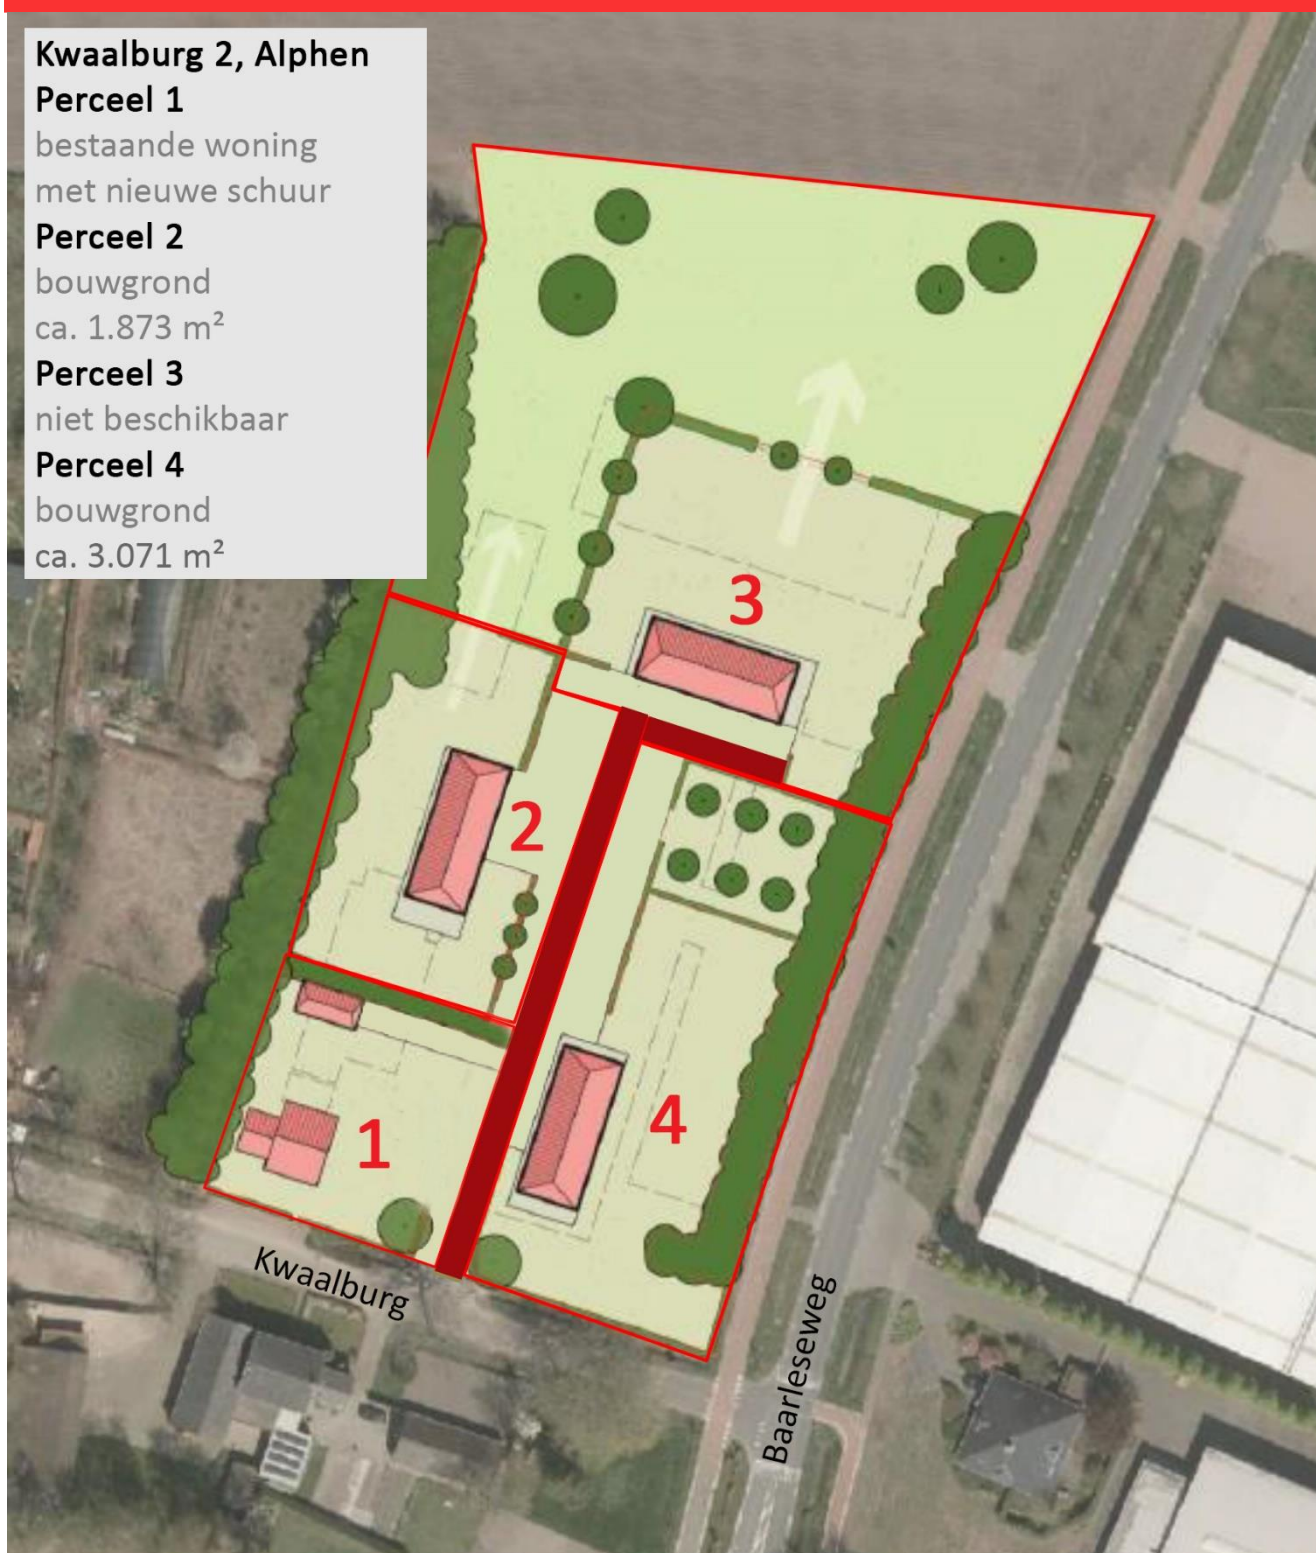 Kwaalburg 2, Alphen
Perceel 1
bestaande woning
met nieuwe schuur
Perceel 2
bouwgrond
ca. 1.873 m²
Perceel 3
niet beschikbaar
Perceel 4
bouwgrond
ca. 3.071 m²
3
2
1
4
Kwaalburg
Baarleseweg